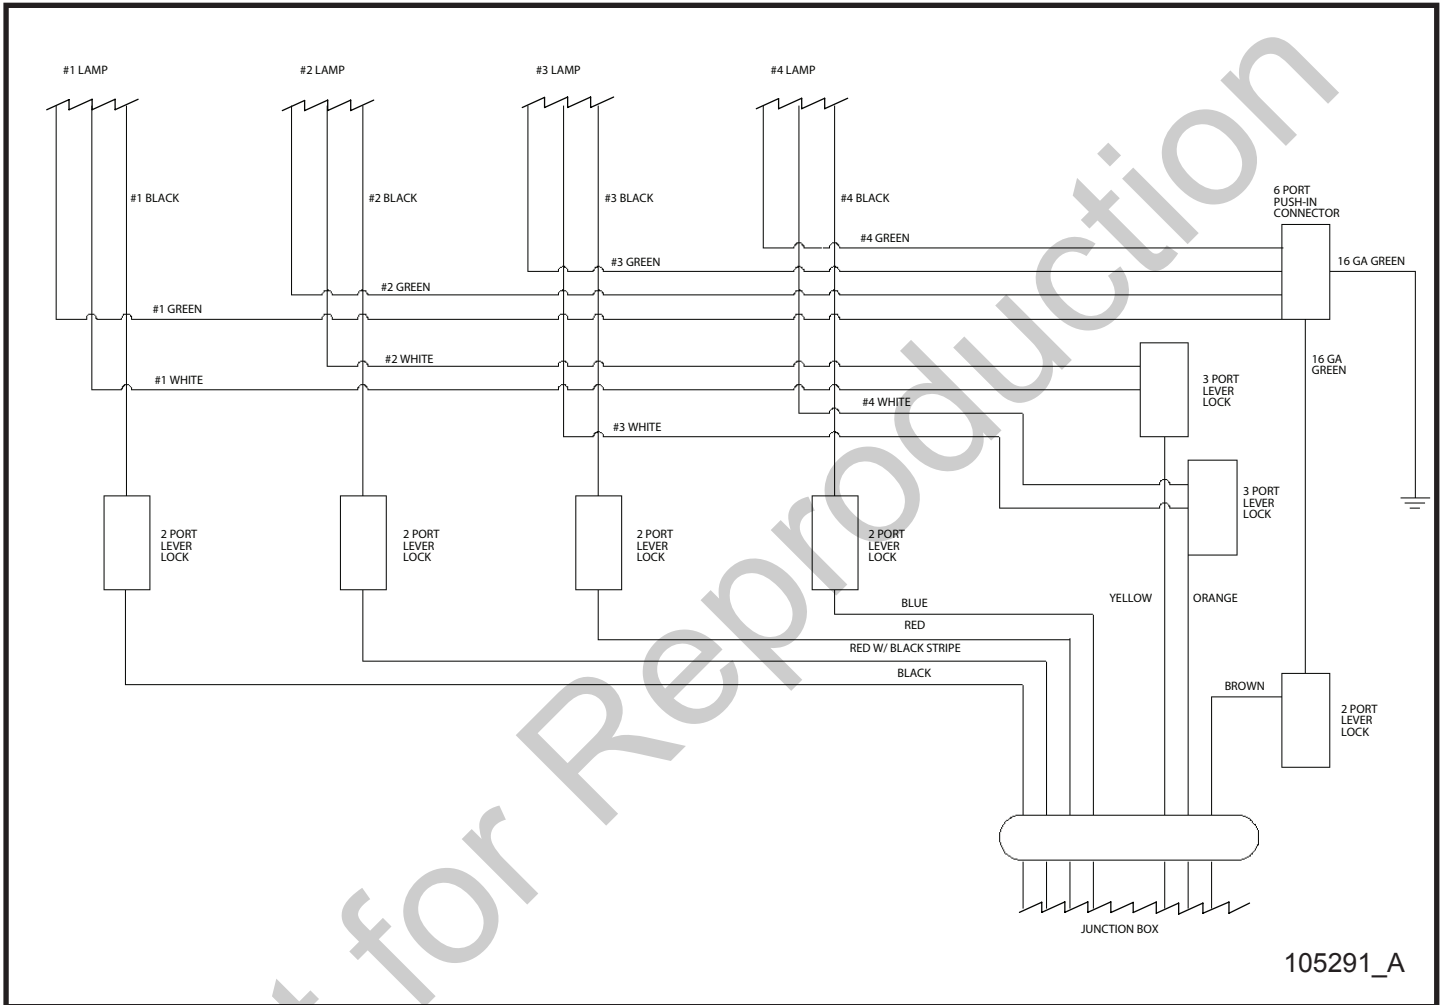 #1 LAMP
#2 LAMP
#3 LAMP
#4 LAMP
#1 BLACK
#2 BLACK
#3 BLACK
#4 BLACK
6 PORT
PUSH-IN
CONNECTOR
#4 GREEN
#3 GREEN
16 GA GREEN
#2 GREEN
#1 GREEN
#2 WHITE
16 GA
GREEN
#1 WHITE
3 PORT
LEVER
LOCK
#4 WHITE
#3 WHITE
3 PORT
LEVER
LOCK
2 PORT
LEVER
LOCK
2 PORT
LEVER
LOCK
2 PORT
LEVER
LOCK
2 PORT
LEVER
LOCK
YELLOW
ORANGE
BLUE
RED
RED W/ BLACK STRIPE
BLACK
BROWN
2 PORT
LEVER
LOCK
JUNCTION BOX
105291_A
t for Reproduction